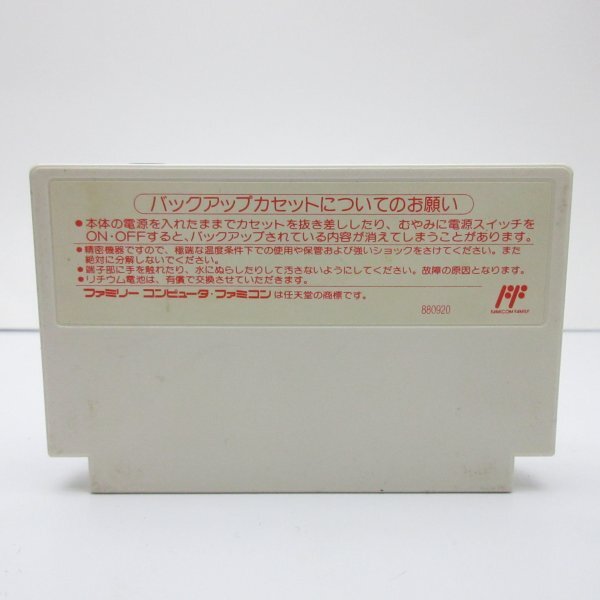 バックアップカセットについてのお願い
●本体の電源を入れたままでカセットを抜き差ししたり、むやみに電源スイッチを
ON・OFFすると、バックアップされている内容が消えてしまうことがあります。
●精密機器ですので、極端な温度条件下での使用や保管および強いショックをさけてください。また
絶対に分解しないでください。
●端子部に手を触れたり、水にぬらしたりして汚さないようにしてください。故障の原因となります。
●リチウム電池は、有償で交換させていただきます。
ファミリー コンピュータ・ファミコンは任天堂の商標です。
880920
FAMICOM FAMILY